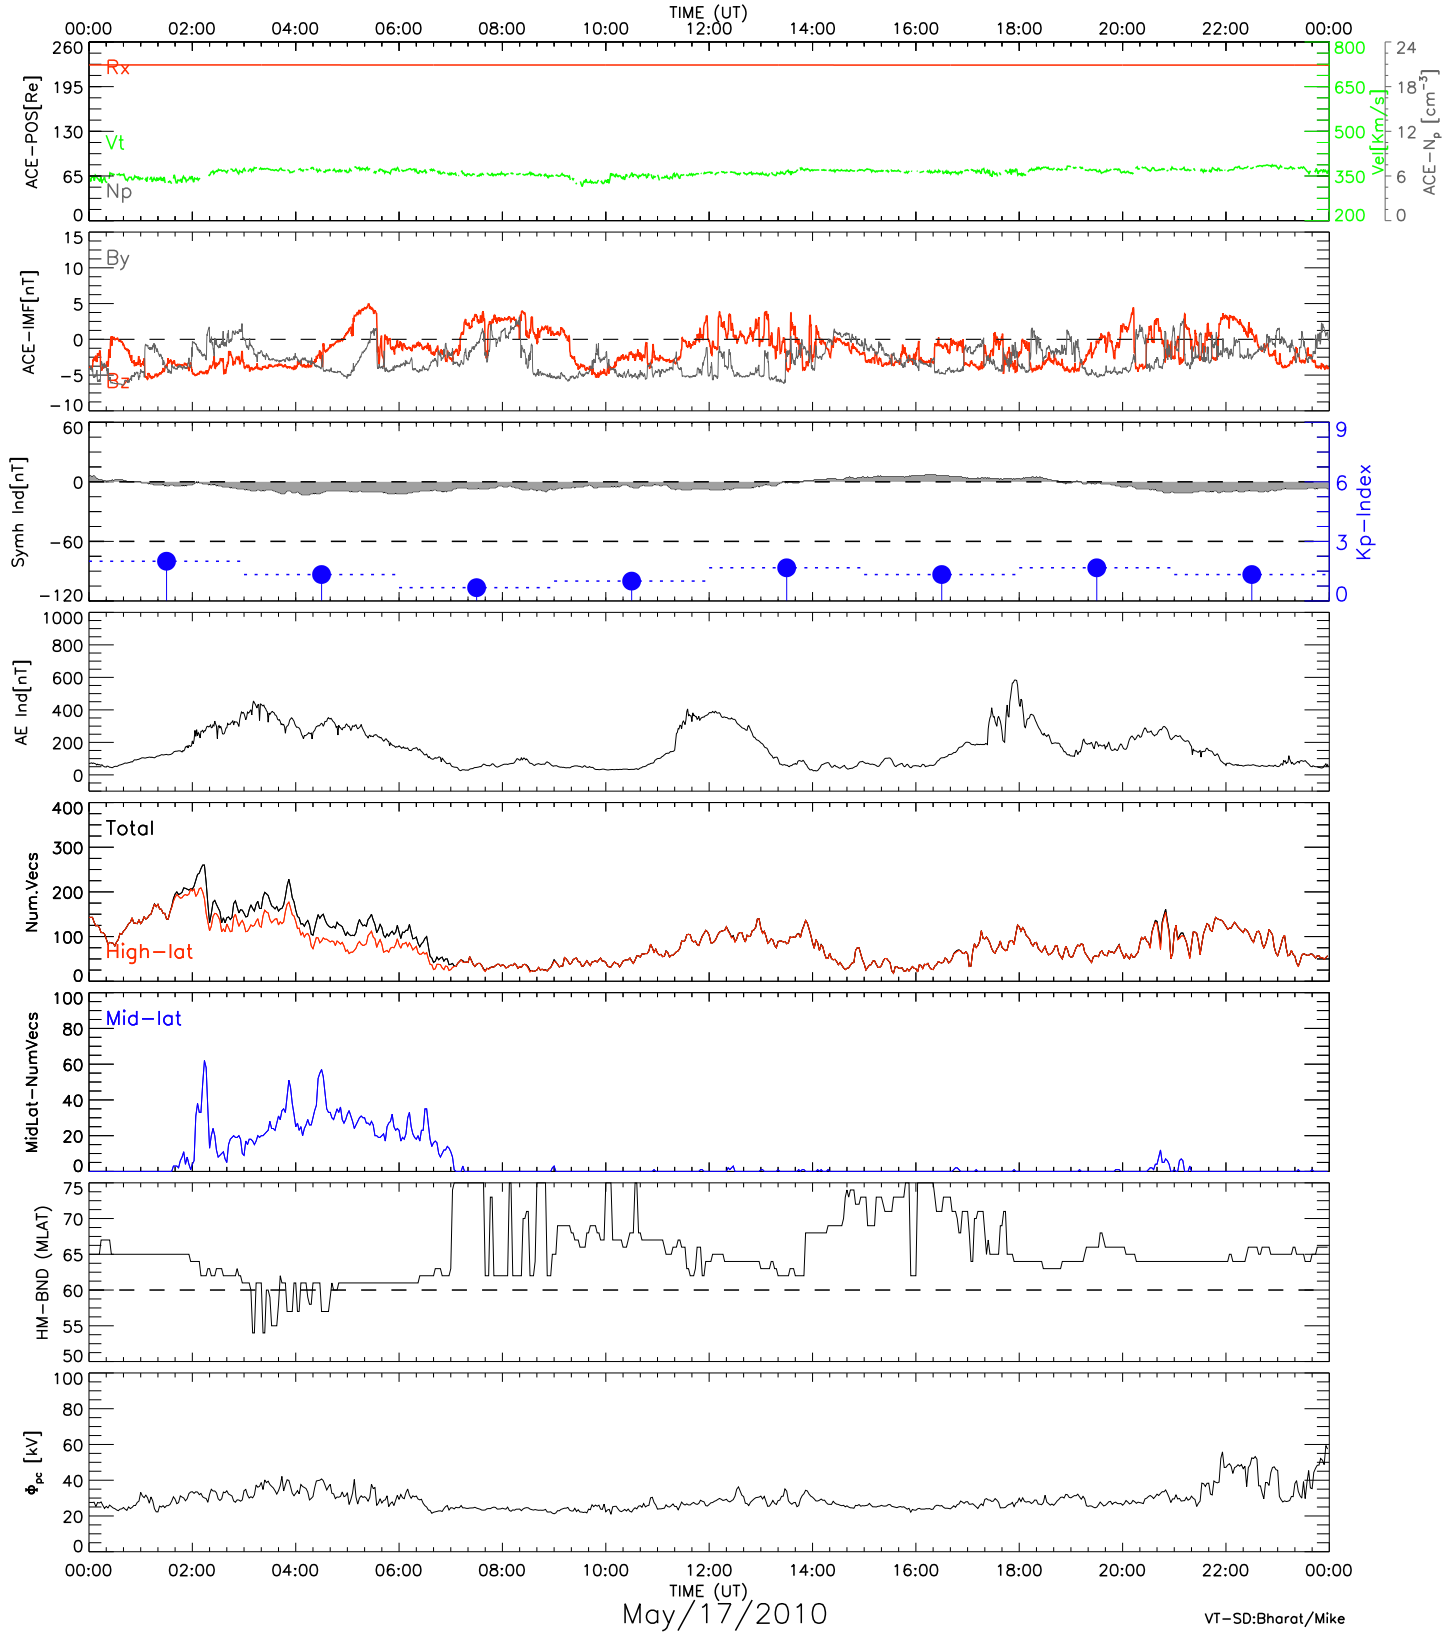 TIME (UT)
00:00 02:00 04:00 06:00 08:00 10:00 12:00 14:00 16:00 18:00 20:00 22:00 00:00
ACE-POS[Re]
260
195
130
65
0
Rx
Vt
Np
800
650
500
350
200
Vel[Km/s]
24
18
12
6
0
ACE-Np [cm-3]
ACE-IMF[nT]
15
10
5
0
-5
-10
By
Bz
Symh Ind[nT]
60
0
-60
-120
9
6
3
0
Kp-Index
AE Ind[nT]
1000
800
600
400
200
0
Num.Vecs
400
300
200
100
0
Total
High-lat
MidLat-NumVecs
100
80
60
40
20
0
Mid-lat
HM-BND (MLAT)
75
70
65
60
55
50
Φpc [kV]
100
80
60
40
20
0
00:00 02:00 04:00 06:00 08:00 10:00 12:00 14:00 16:00 18:00 20:00 22:00 00:00
TIME (UT)
May/17/2010
VT-SD:Bharat/Mike